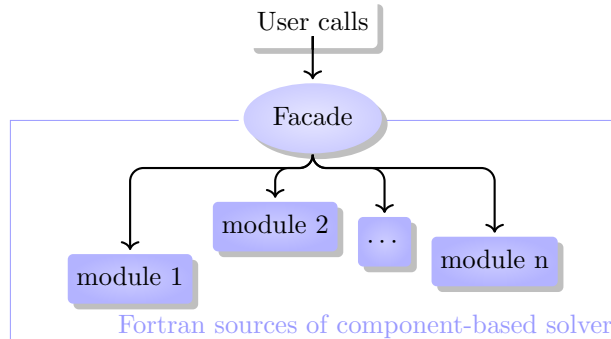 User calls
Facade
module 1
module 2
...
module n
Fortran sources of component-based solver